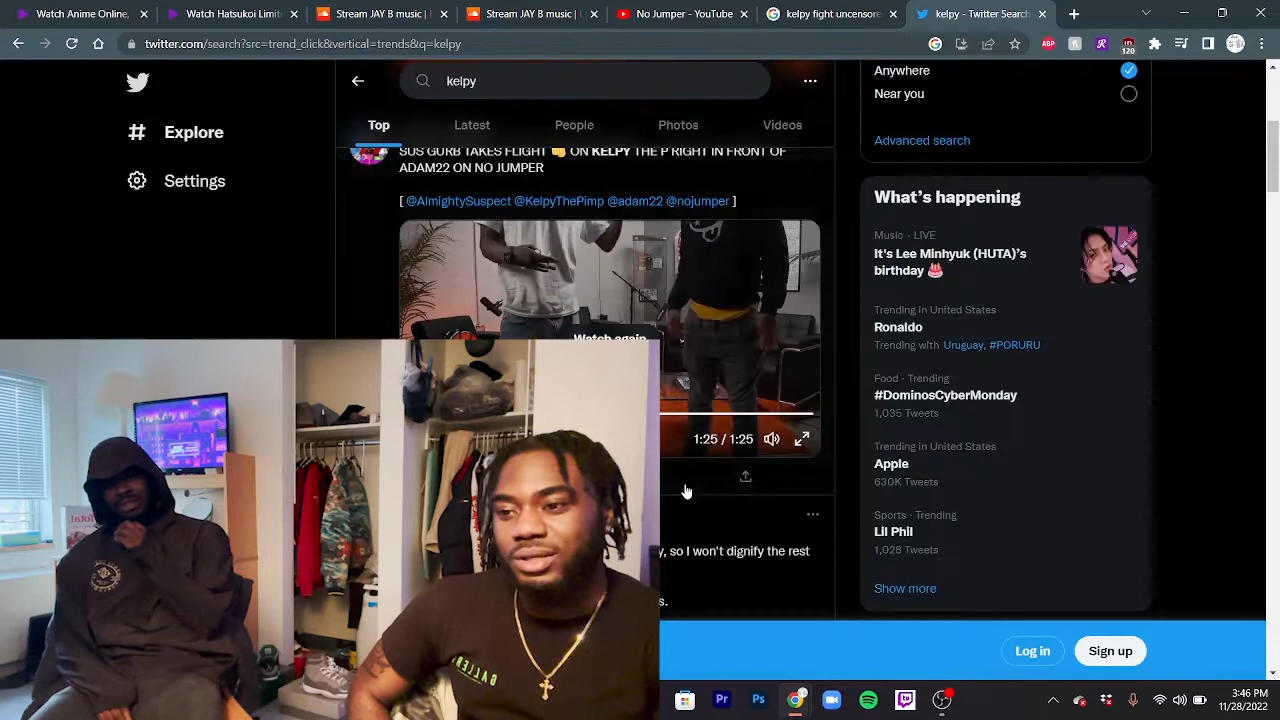 Watch Anime Online,
Watch Hatsukoi Limit
Stream JAY B music |
Stream JAY B music |
No Jumper - YouTube
kelpy fight uncensore
kelpy - Twitter Search
twitter.com/search?src=trend_click&vertical=trends&q=kelpy
ABP
120
kelpy
Anywhere
Near you
Explore
Top
Latest
People
Photos
Videos
Advanced search
SUS GURB TAKES FLIGHT 👊 ON KELPY THE P RIGHT IN FRONT OF
ADAM22 ON NO JUMPER
Settings
[ @AlmightySuspect @KelpyThePimp @adam22 @nojumper ]
What's happening
Music · LIVE
It's Lee Minhyuk (HUTA)'s
birthday 🎂
Trending in United States
Ronaldo
Trending with Uruguay, #PORURU
Watch again
Food · Trending
#DominosCyberMonday
1,035 Tweets
1:25 / 1:25
Trending in United States
Apple
630K Tweets
Sports · Trending
Lil Phil
1,028 Tweets
y, so I won't dignify the rest
Show more
s.
Log in
Sign up
Pr
Ps
3:46 PM
11/28/2022